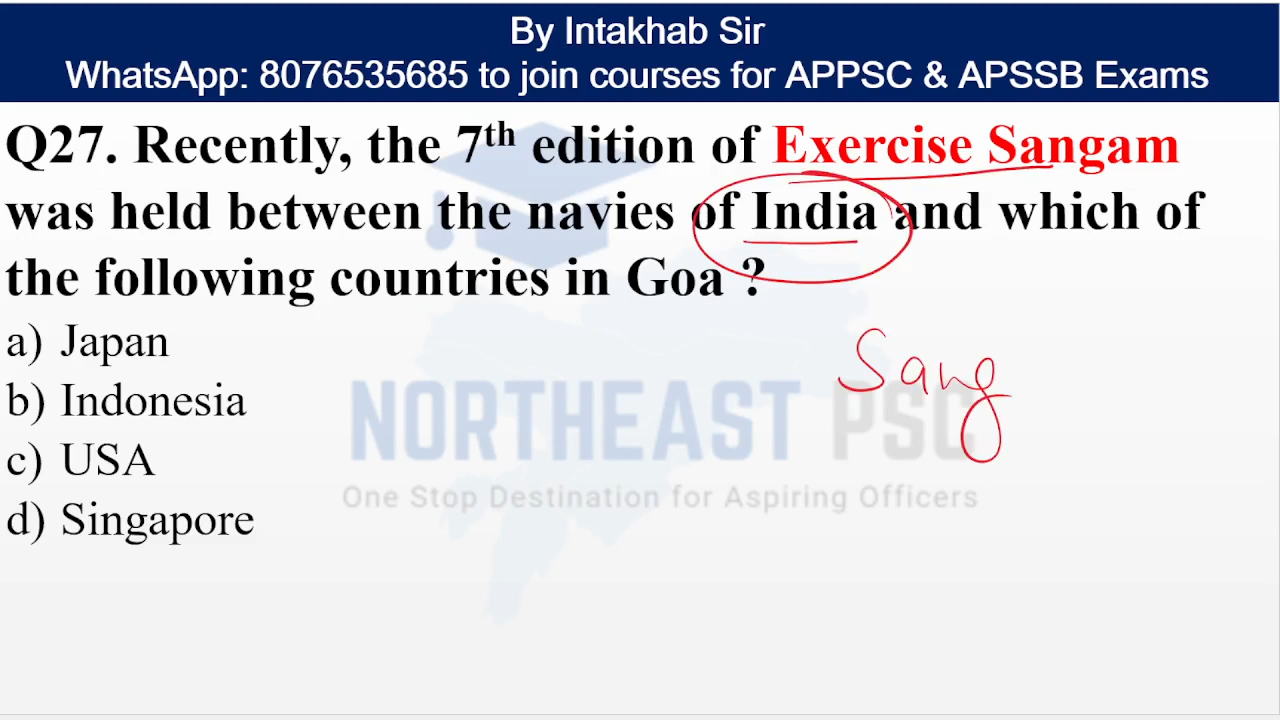 By Intakhab Sir
WhatsApp: 8076535685 to join courses for APPSC & APSSB Exams
Q27. Recently, the 7th edition of Exercise Sangam
was held between the navies of India and which of
the following countries in Goa ?
a) Japan
b) Indonesia
c) USA
d) Singapore
Sang
NORTHEAST PSC
One Stop Destination for Aspiring Officers